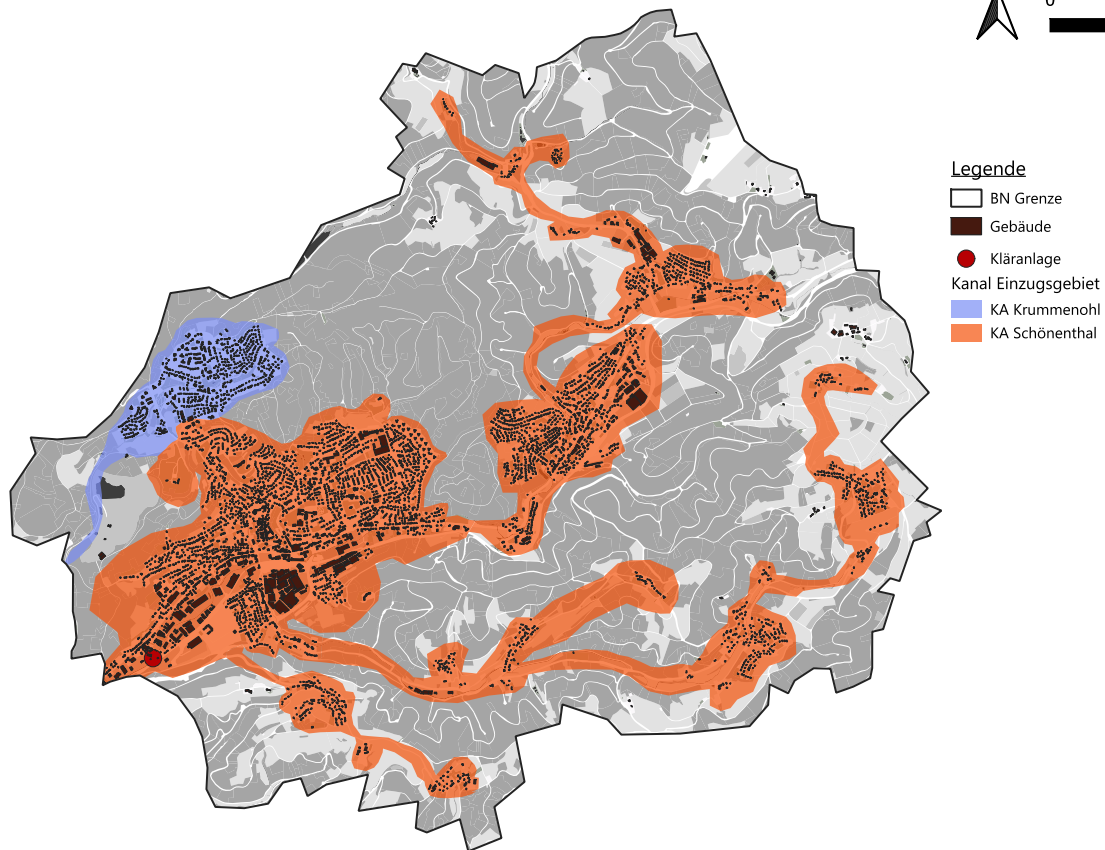 0
Legende
BN Grenze
Gebäude
Kläranlage
Kanal Einzugsgebiet
KA Krummenohl
KA Schönenthal